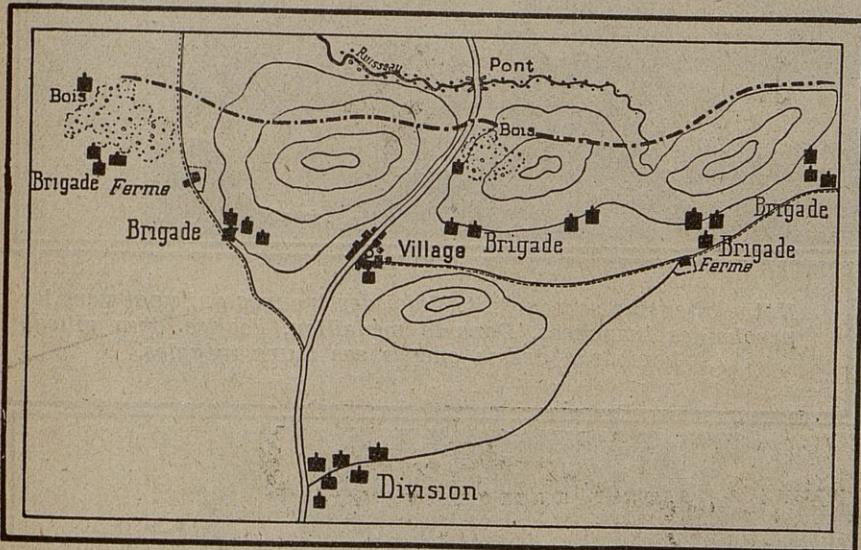 Ruisseau
Pont
Bois
Bois
Brigade
Ferme
Brigade
Brigade
Village
Brigade
Brigade
Ferme
Division